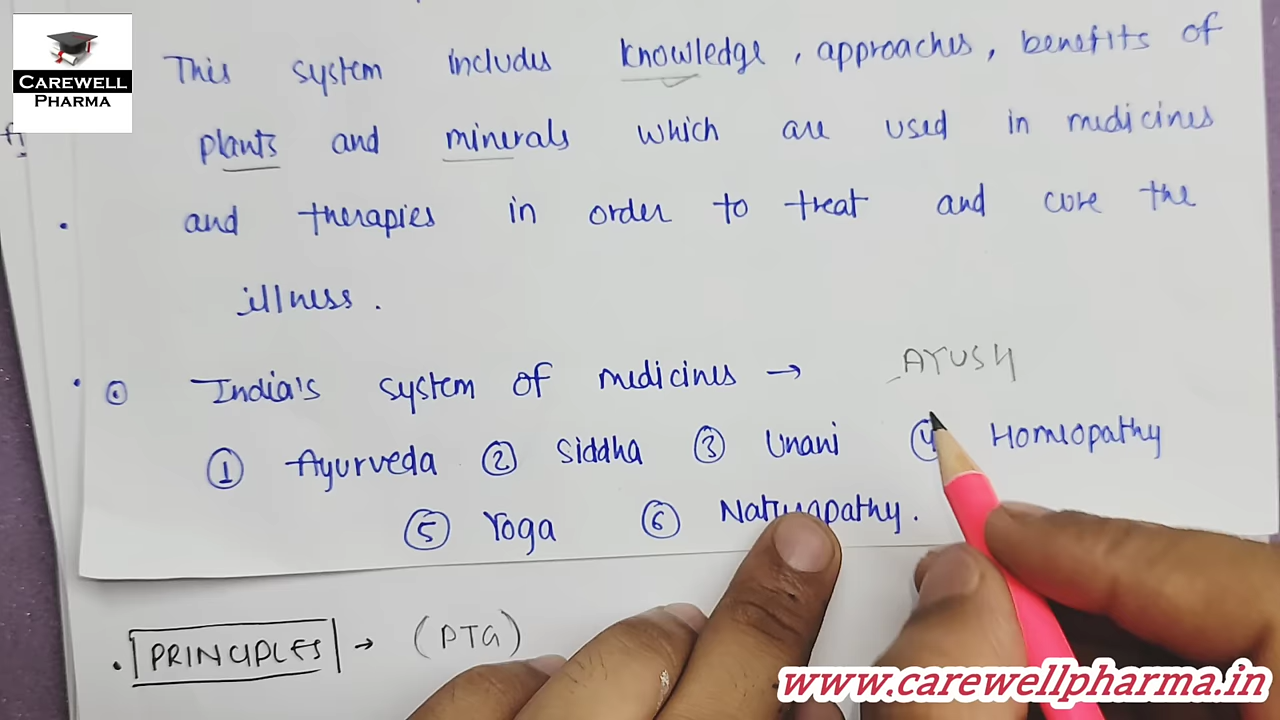 CAREWELL
PHARMA
This system includes knowledge, approaches, benefits of
plants and minerals which are used in medicines
and therapies in order to treat and cure the
illness.
India's system of medicines → AYUSH
① Ayurveda ② Siddha ③ Unani ④ Homeopathy
⑤ Yoga ⑥ Naturopathy.
PRINCIPLES → (PTG)
www.carewellpharma.in